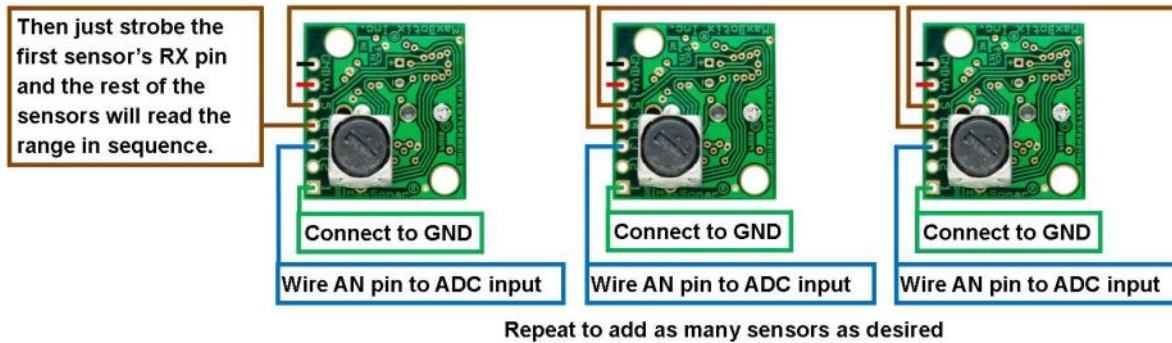 Then just strobe the
first sensor's RX pin
and the rest of the
sensors will read the
range in sequence.
Connect to GND
Connect to GND
Connect to GND
Wire AN pin to ADC input
Wire AN pin to ADC input
Wire AN pin to ADC input
Repeat to add as many sensors as desired